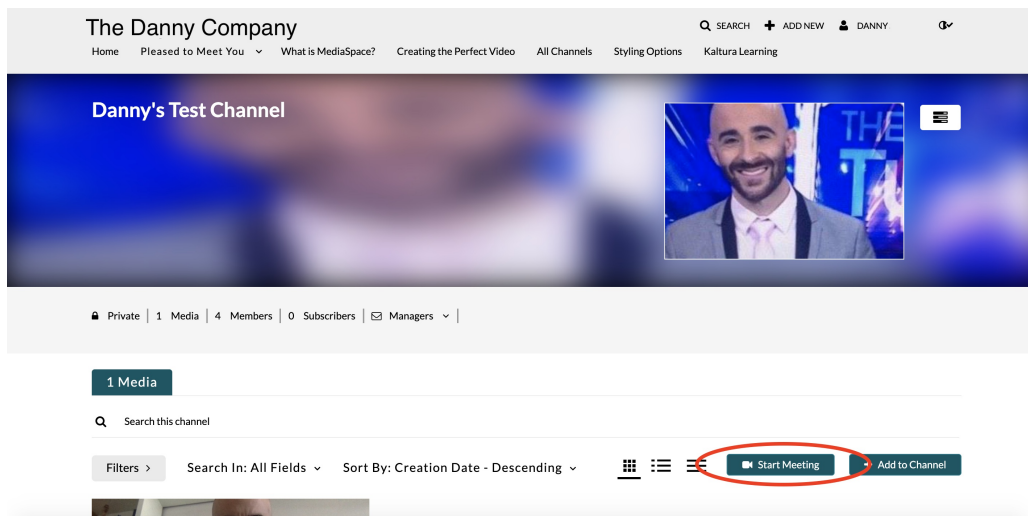 The Danny Company
SEARCH ADD NEW DANNY
Home Pleased to Meet You What is MediaSpace? Creating the Perfect Video All Channels Styling Options Kaltura Learning
Danny's Test Channel
THE
Private 1 Media 4 Members 0 Subscribers Managers
1 Media
Search this channel
Filters > Search In: All Fields Sort By: Creation Date - Descending Start Meeting + Add to Channel